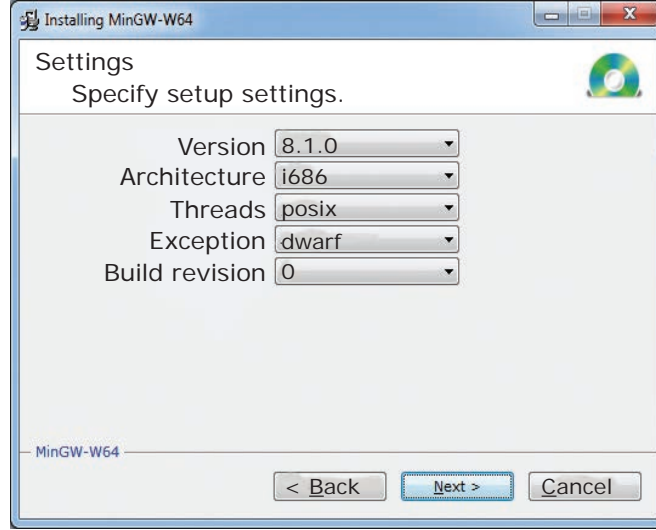 Installing MinGW-W64
Settings
Specify setup settings.
Version 8.1.0
Architecture i686
Threads posix
Exception dwarf
Build revision 0
MinGW-W64
< Back Next > Cancel